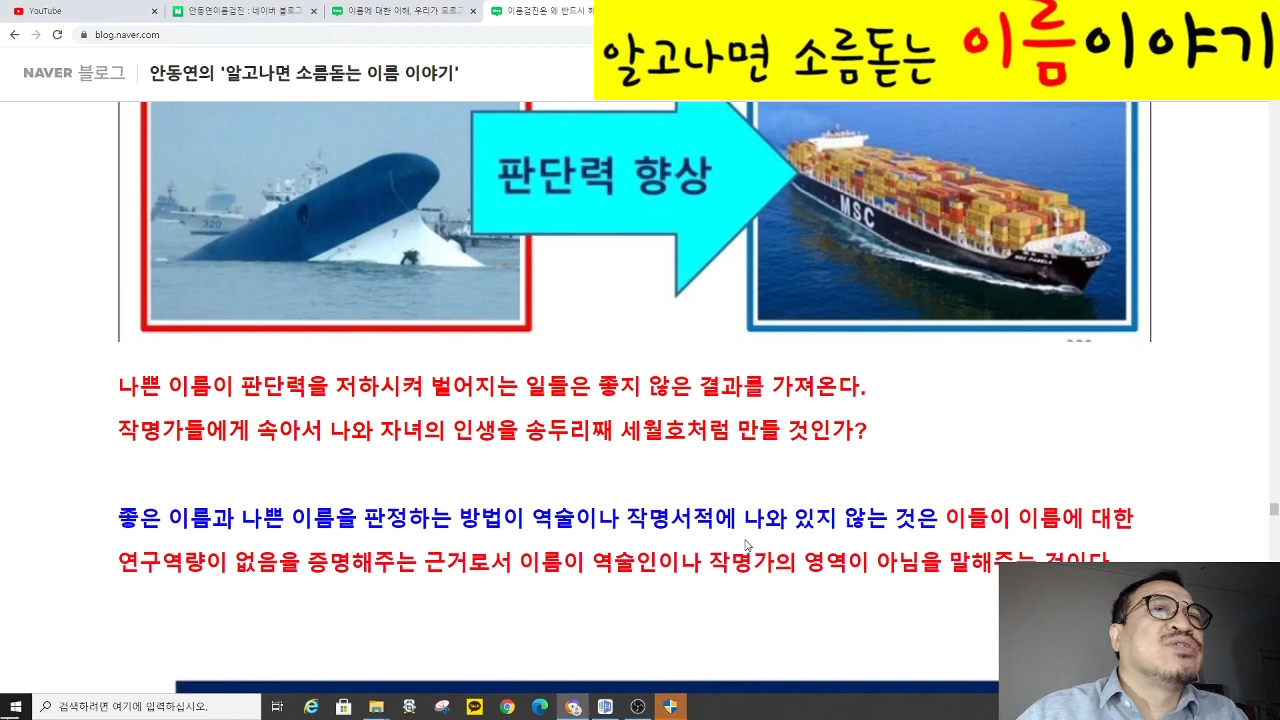 YouTube
안동연이름검진 : 네이버 블로그
이름에 대한 이해, 우리가 모르고
이름검진은 왜 반드시 하
blog.naver.com
알고나면 소름돋는 이름이야기
NAVER 블로그
안동연의 '알고나면 소름돋는 이름 이야기'
판단력 향상
320
MSC
MSC PAMELA
나쁜 이름이 판단력을 저하시켜 벌어지는 일들은 좋지 않은 결과를 가져온다.
작명가들에게 속아서 나와 자녀의 인생을 송두리째 세월호처럼 만들 것인가?
좋은 이름과 나쁜 이름을 판정하는 방법이 역술이나 작명서적에 나와 있지 않는 것은 이들이 이름에 대한
연구역량이 없음을 증명해주는 근거로서 이름이 역술인이나 작명가의 영역이 아님을 말해주는 것이다
검색하려면 여기에 입력하십시오.
TALK